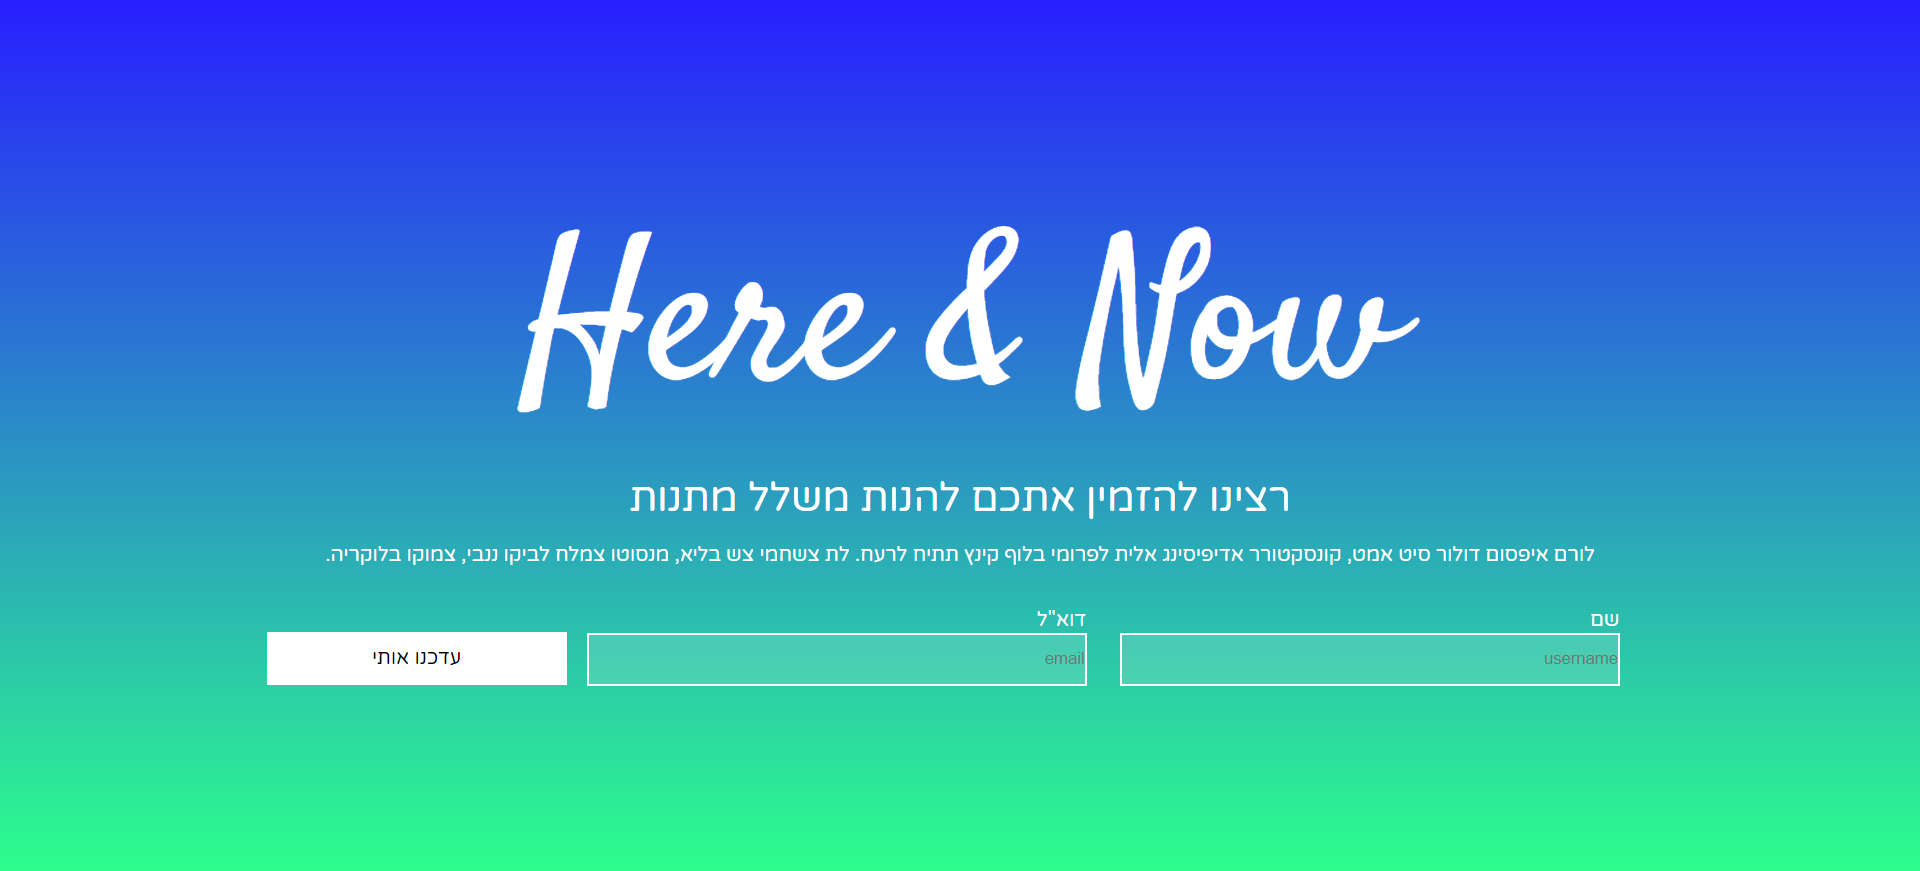 Here & Now
רצינו להזמין אתכם להנות משלל מתנות
לורם איפסום דולור סיט אמט, קונסקטורר אדיפיסינג אלית לפרומי בלוף קינץ תתיח לרעח. לת צשחמי צש בליא, מנסוטו צמלח לביקו ננבי, צמוקו בלוקריה.
שם
username
דוא"ל
email
עדכנו אותי